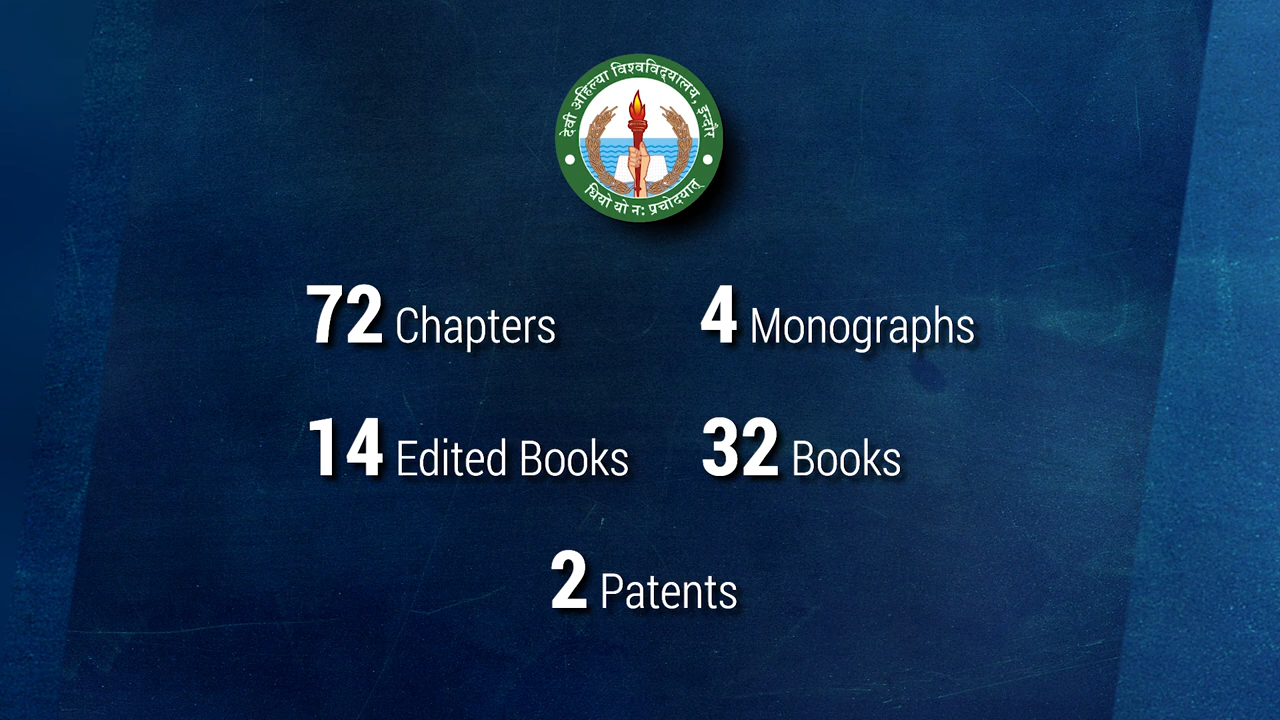 देवी अहिल्या विश्वविद्यालय, इन्दौर
धियो यो नः प्रचोदयात्
72 Chapters
4 Monographs
14 Edited Books
32 Books
2 Patents